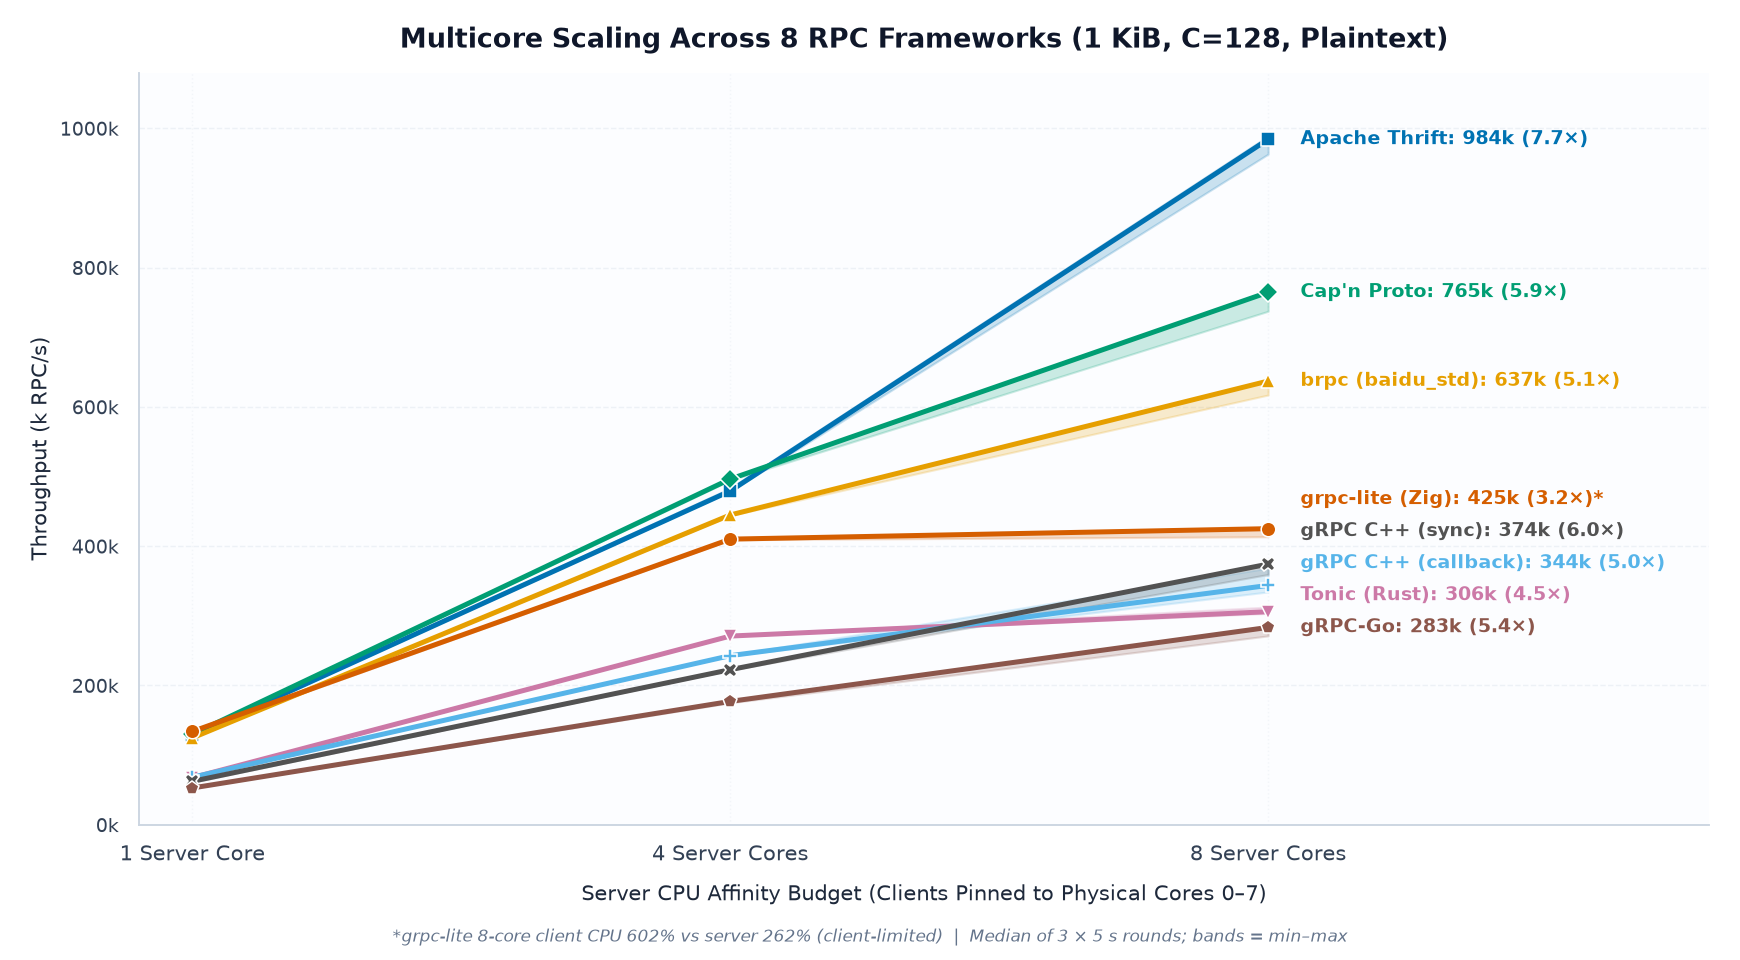 Multicore Scaling Across 8 RPC Frameworks (1 KiB, C=128, Plaintext)
Throughput (k RPC/s)
1000k
800k
600k
400k
200k
0k
Apache Thrift: 984k (7.7×)
Cap'n Proto: 765k (5.9×)
brpc (baidu_std): 637k (5.1×)
grpc-lite (Zig): 425k (3.2×)*
gRPC C++ (sync): 374k (6.0×)
gRPC C++ (callback): 344k (5.0×)
Tonic (Rust): 306k (4.5×)
gRPC-Go: 283k (5.4×)
1 Server Core
4 Server Cores
8 Server Cores
Server CPU Affinity Budget (Clients Pinned to Physical Cores 0–7)
*grpc-lite 8-core client CPU 602% vs server 262% (client-limited) | Median of 3 × 5 s rounds; bands = min–max